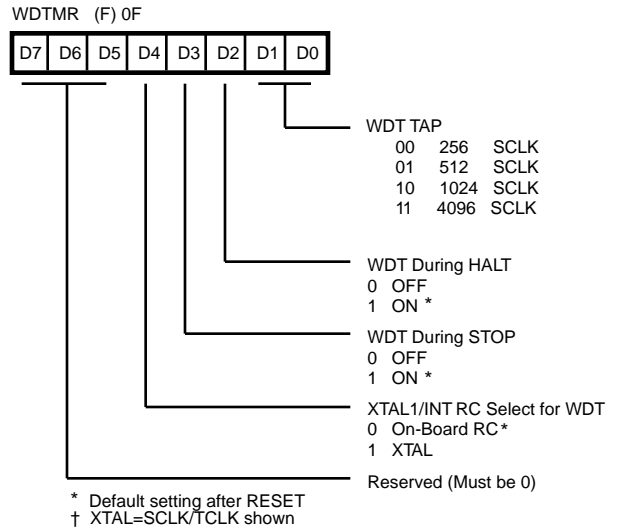 WDTMR (F) 0F
D7 D6 D5 D4 D3 D2 D1 D0
WDT TAP
00 256 SCLK
01 512 SCLK
10 1024 SCLK
11 4096 SCLK
WDT During HALT
0 OFF
1 ON *
WDT During STOP
0 OFF
1 ON *
XTAL1/INT RC Select for WDT
0 On-Board RC *
1 XTAL
Reserved (Must be 0)
* Default setting after RESET
† XTAL=SCLK/TCLK shown